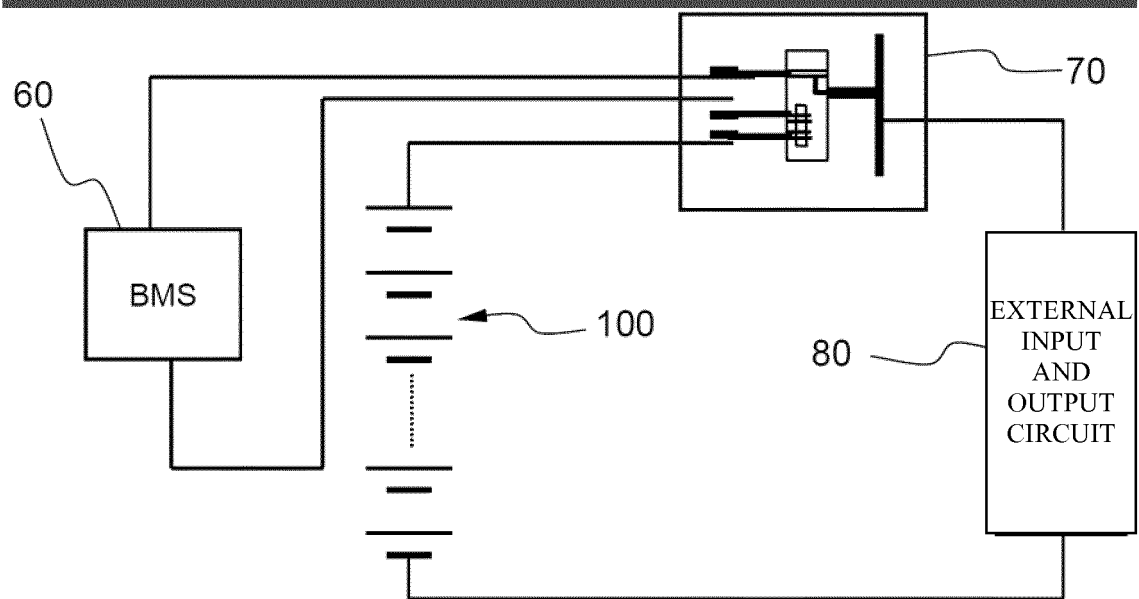 70
60
BMS
100
80
EXTERNAL
INPUT
AND
OUTPUT
CIRCUIT